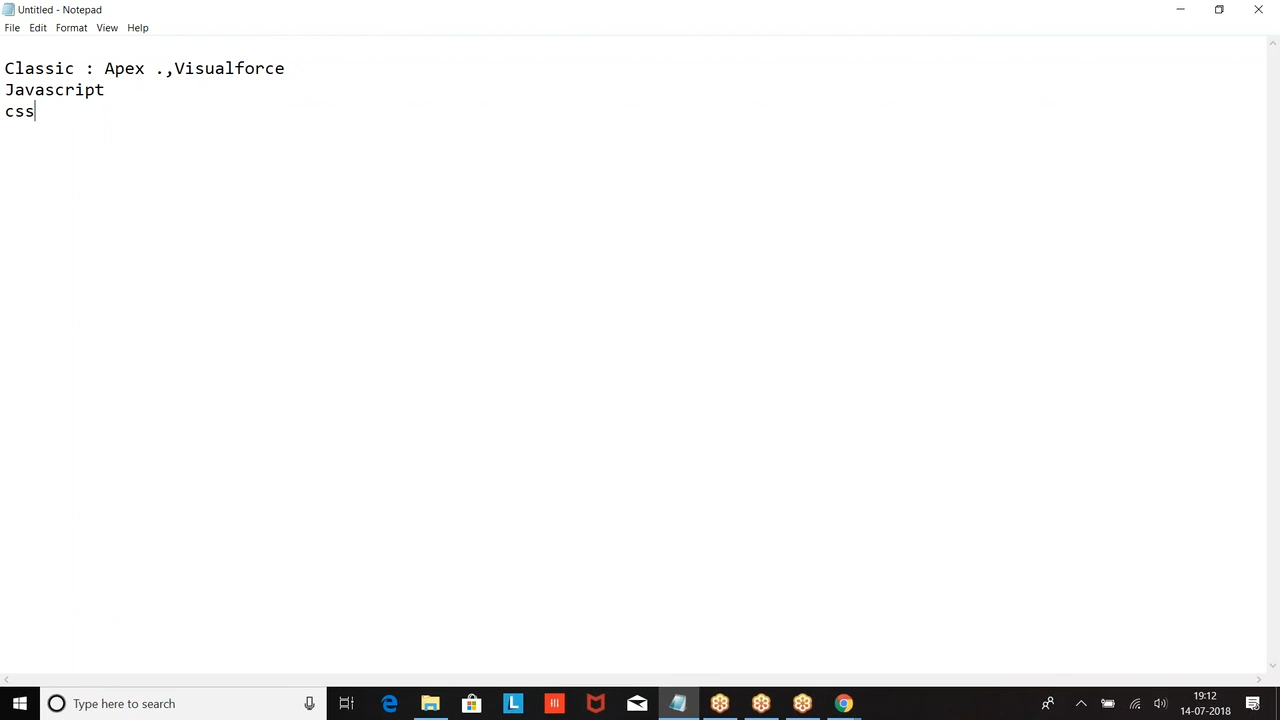 Untitled - Notepad
File Edit Format View Help
Classic : Apex .,Visualforce
Javascript
css
Type here to search
L
19:12
14-07-2018